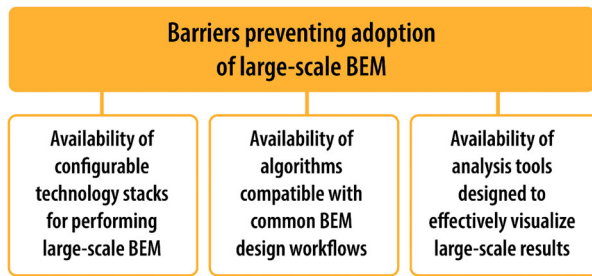 Barriers preventing adoption
of large-scale BEM
Availability of
configurable
technology stacks
for performing
large-scale BEM
Availability of
algorithms
compatible with
common BEM
design workflows
Availability of
analysis tools
designed to
effectively visualize
large-scale results